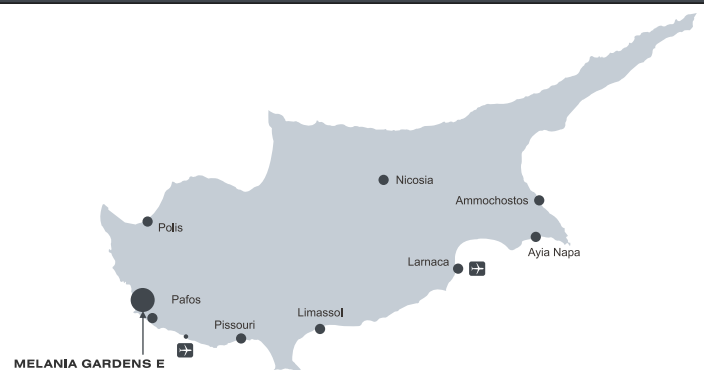 Nicosia
Ammochostos
Polis
Ayia Napa
Larnaca
Pafos
Limassol
Pissouri
MELANIA GARDENS E